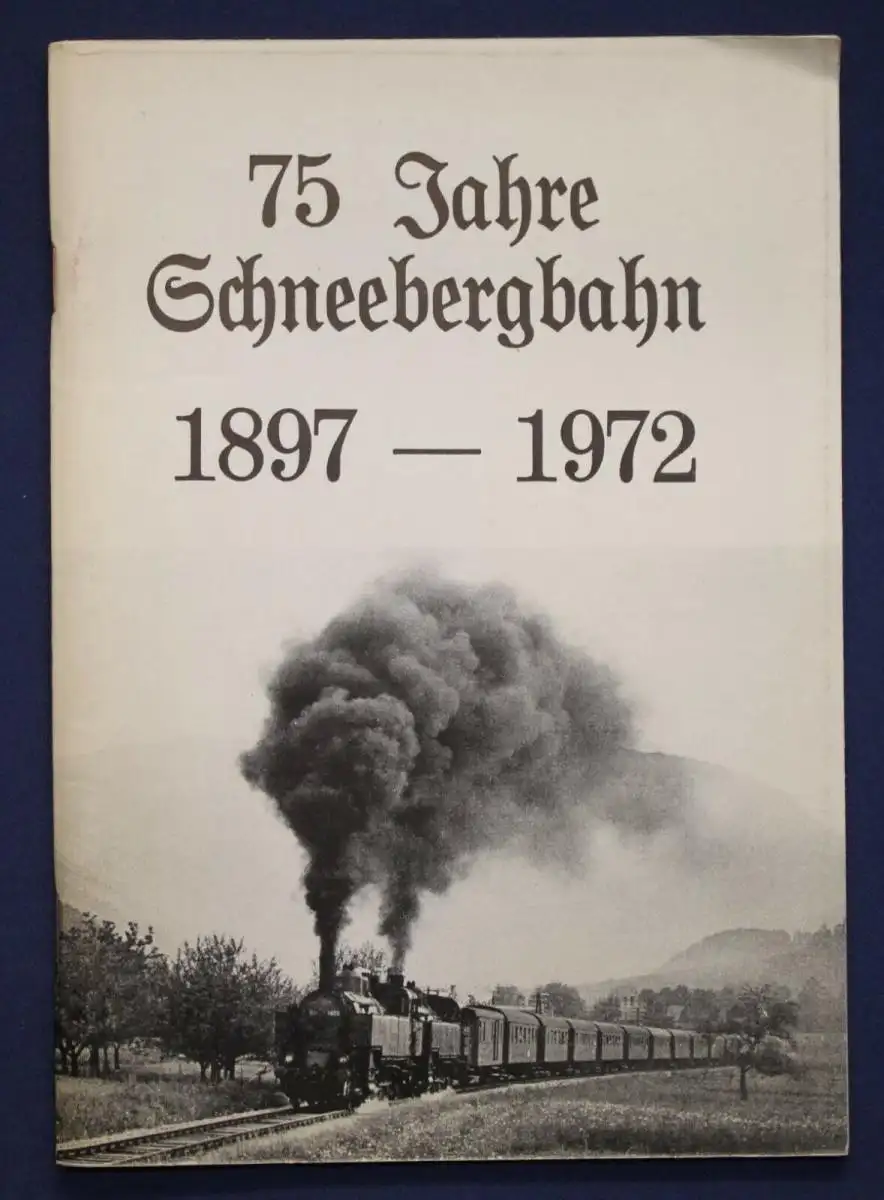 75 Jahre
Schneebergbahn
1897 — 1972